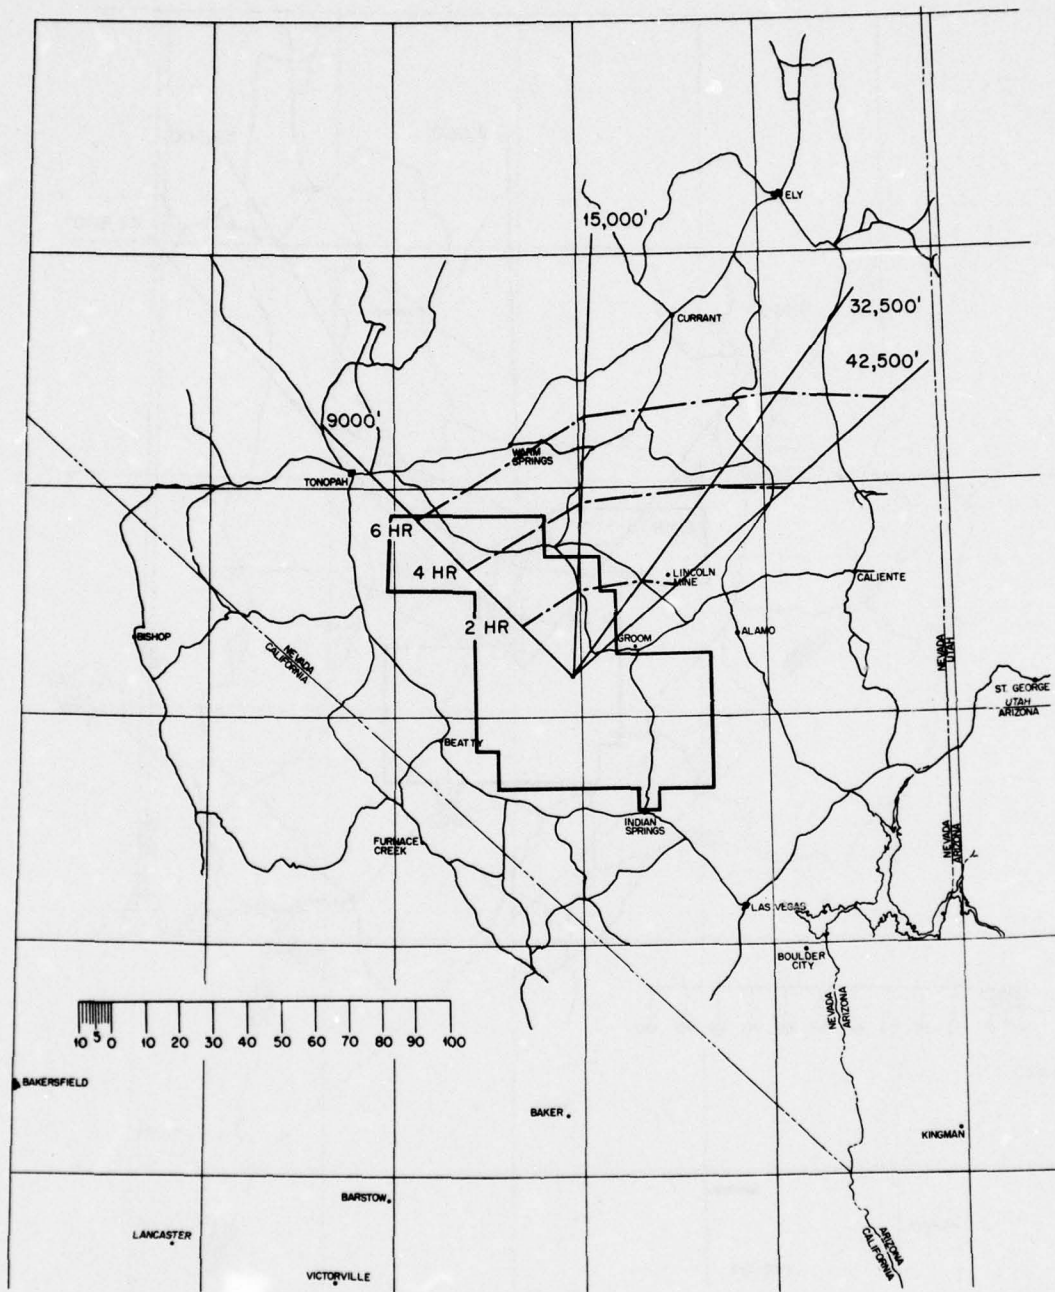 ELY
15,000'
32,500'
CURRANT
42,500'
9000'
WARM
SPRINGS
TONOPAH
6 HR
4 HR
LINCOLN
MINE
CALIENTE
2 HR
GROOM
ALAMO
BISHOP
NEVADA
CALIFORNIA
NEVADA
UTAH
ST. GEORGE
UTAH
ARIZONA
BEATTY
INDIAN
SPRINGS
FURNACE
CREEK
NEVADA
ARIZONA
LAS VEGAS
BOULDER
CITY
NEVADA
ARIZONA
10 5 0 10 20 30 40 50 60 70 80 90 100
BAKERSFIELD
BAKER
KINGMAN
BARSTOW
LANCASTER
ARIZONA
CALIFORNIA
VICTORVILLE